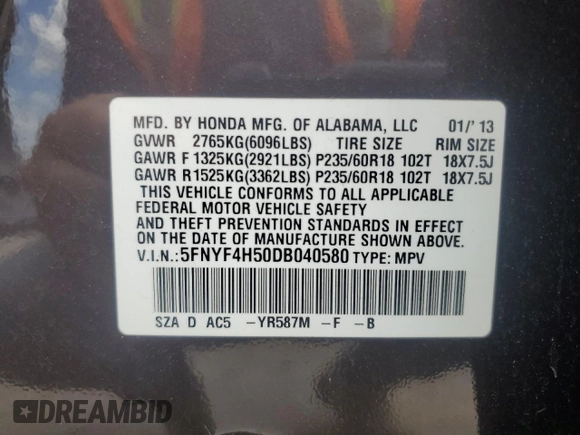 MFD. BY HONDA MFG. OF ALABAMA, LLC 01/'13
GVWR 2765KG(6096LBS) TIRE SIZE RIM SIZE
GAWR F 1325KG(2921LBS) P235/60R18 102T 18X7.5J
GAWR R 1525KG(3362LBS) P235/60R18 102T 18X7.5J
THIS VEHICLE CONFORMS TO ALL APPLICABLE
FEDERAL MOTOR VEHICLE SAFETY
AND THEFT PREVENTION STANDARDS IN EFFECT
ON THE DATE OF MANUFACTURE SHOWN ABOVE.
V.I.N.:5FNYF4H50DB040580 TYPE: MPV
SZA D AC5 -YR587M -F -B
DREAMBID